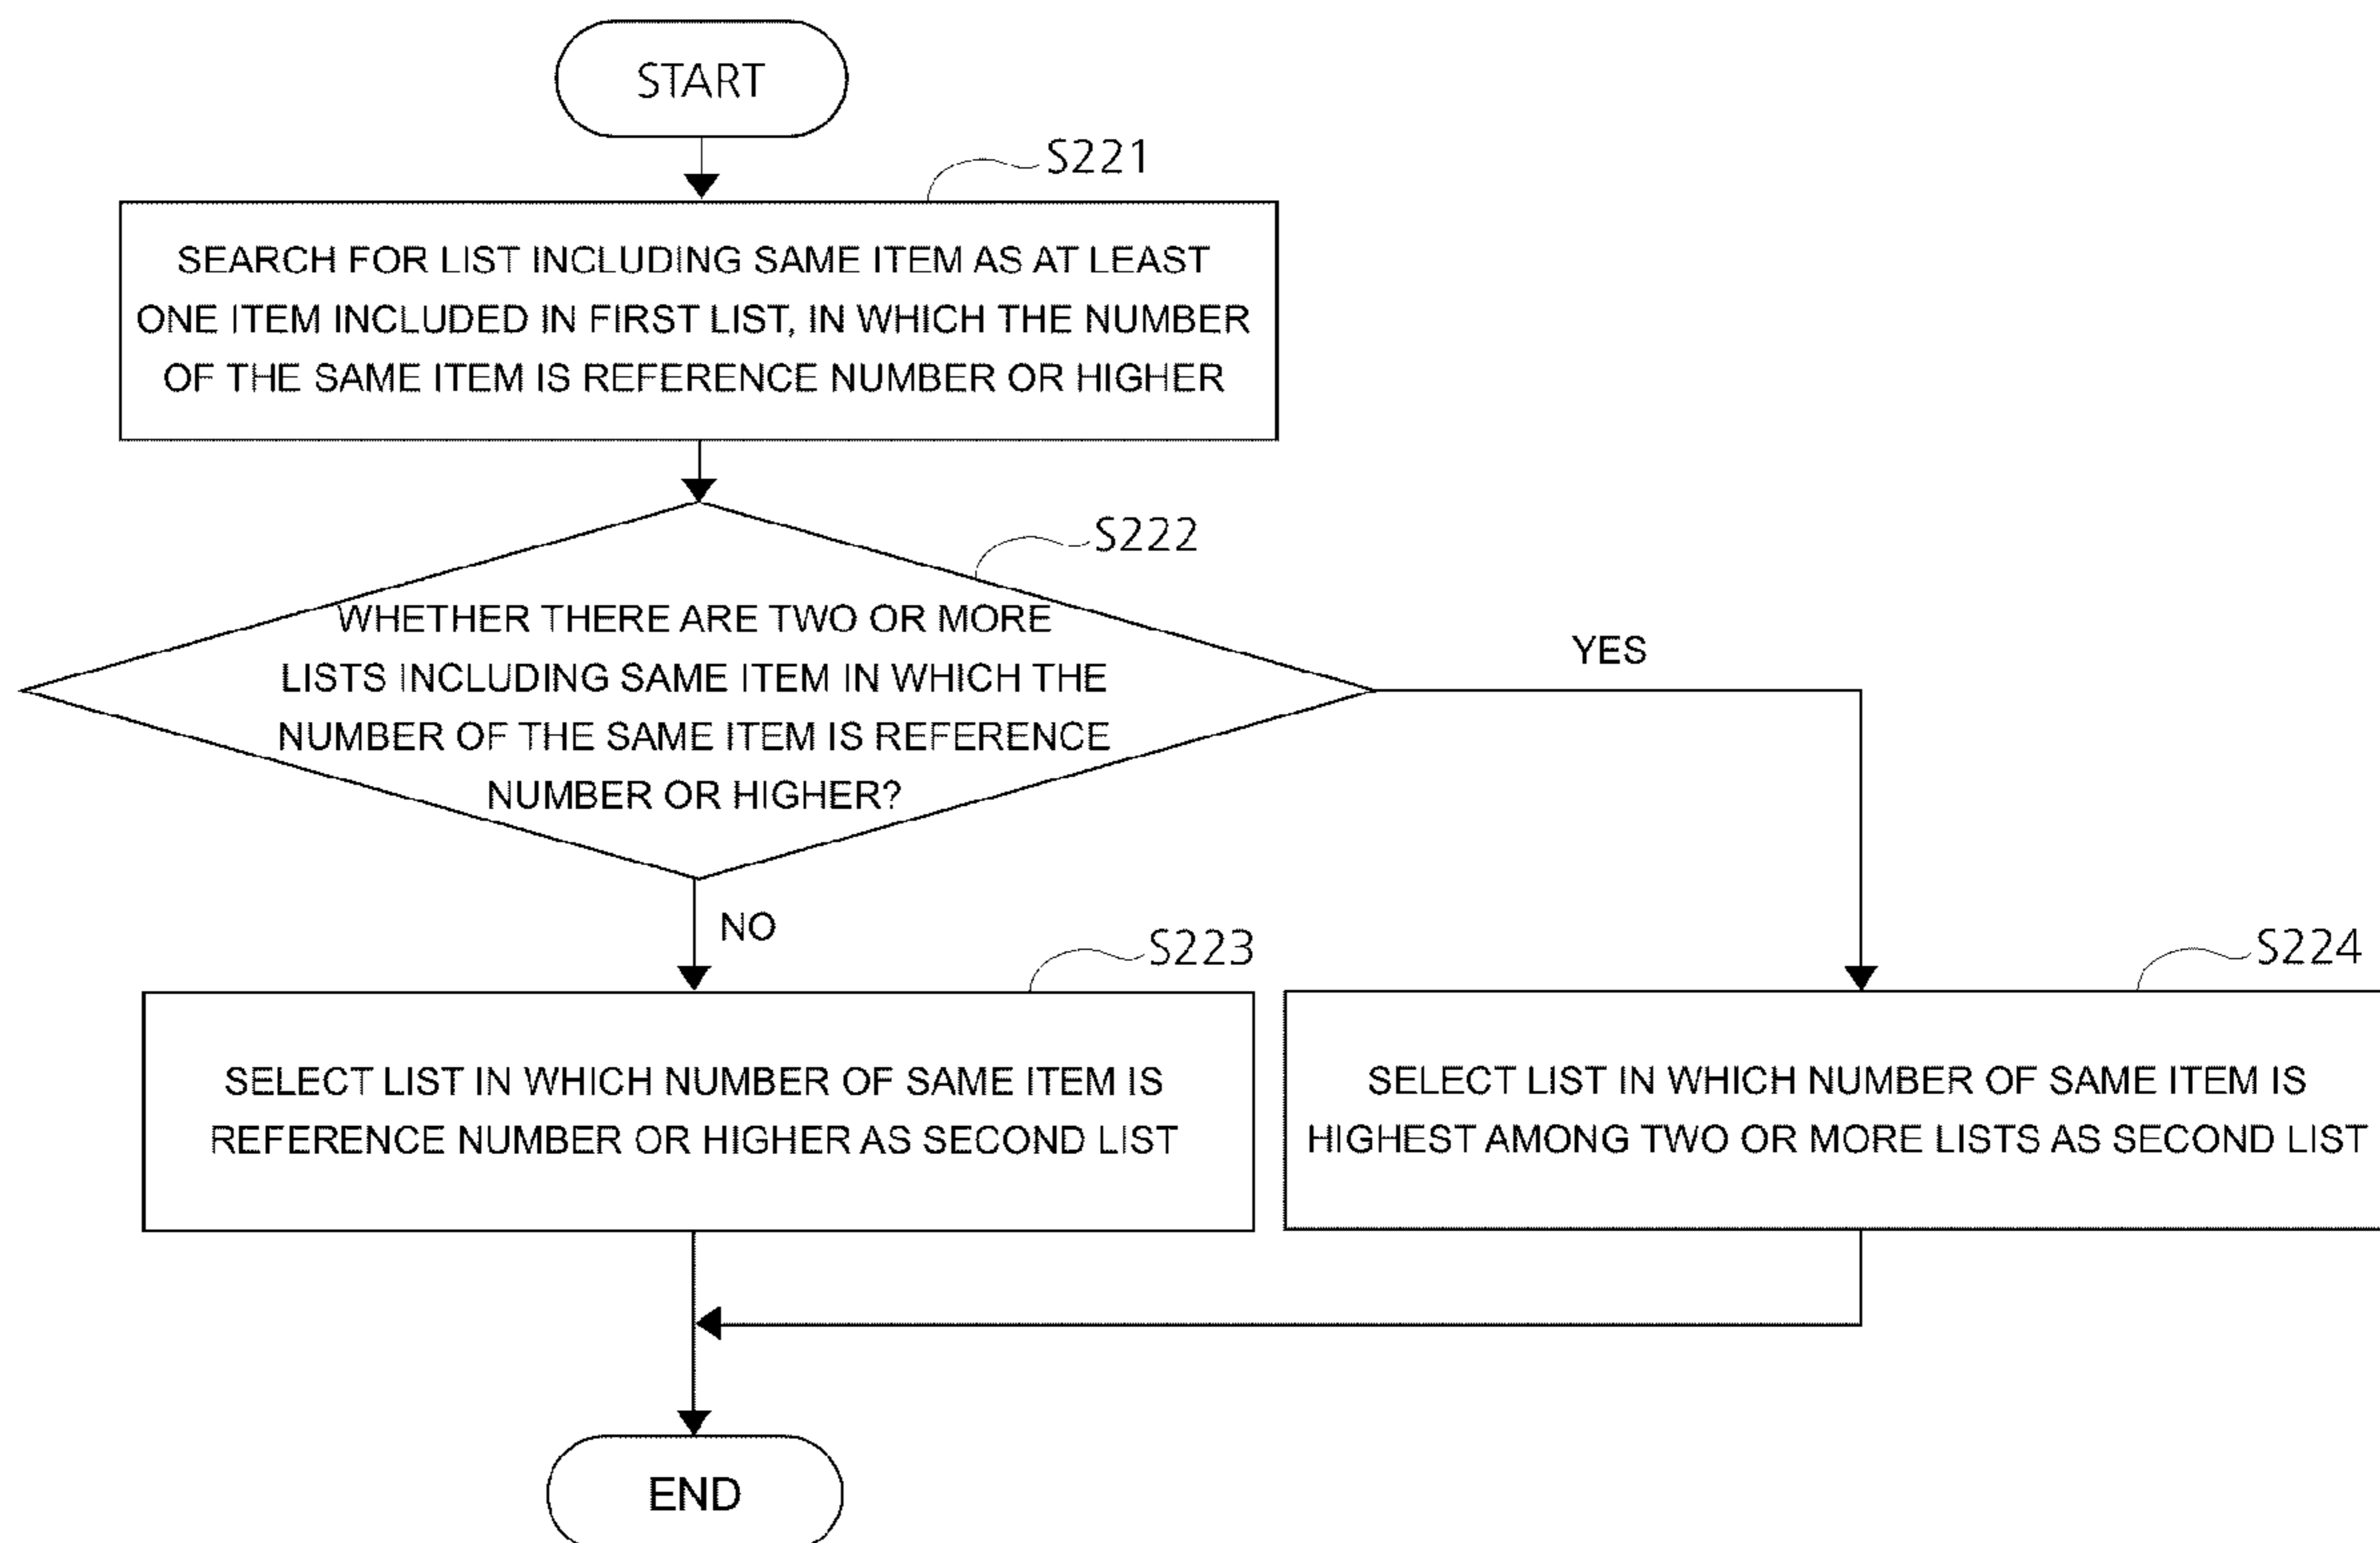 START
S221
SEARCH FOR LIST INCLUDING SAME ITEM AS AT LEAST
ONE ITEM INCLUDED IN FIRST LIST, IN WHICH THE NUMBER
OF THE SAME ITEM IS REFERENCE NUMBER OR HIGHER
S222
WHETHER THERE ARE TWO OR MORE
LISTS INCLUDING SAME ITEM IN WHICH THE
NUMBER OF THE SAME ITEM IS REFERENCE
NUMBER OR HIGHER?
YES
NO
S223
SELECT LIST IN WHICH NUMBER OF SAME ITEM IS
REFERENCE NUMBER OR HIGHER AS SECOND LIST
S224
SELECT LIST IN WHICH NUMBER OF SAME ITEM IS
HIGHEST AMONG TWO OR MORE LISTS AS SECOND LIST
END